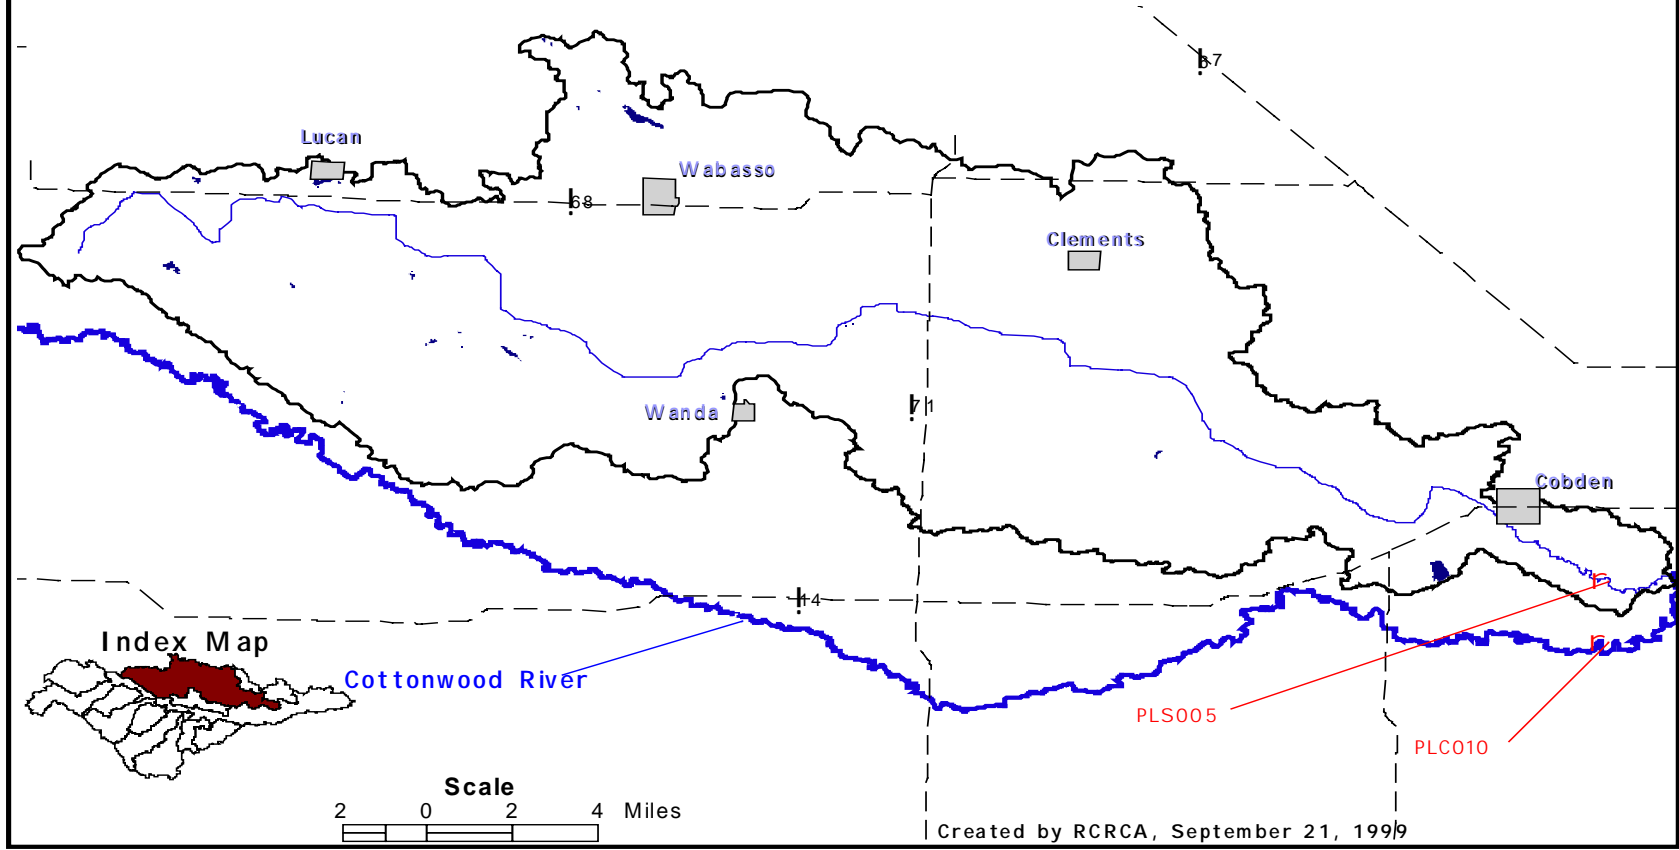 67
Lucan
Wabasso
68
Clements
Wanda
71
Cobden
14
r
r
Index Map
Cottonwood River
PLS005
PLC010
Scale
2 0 2 4 Miles
Created by RCRCA, September 21, 1999